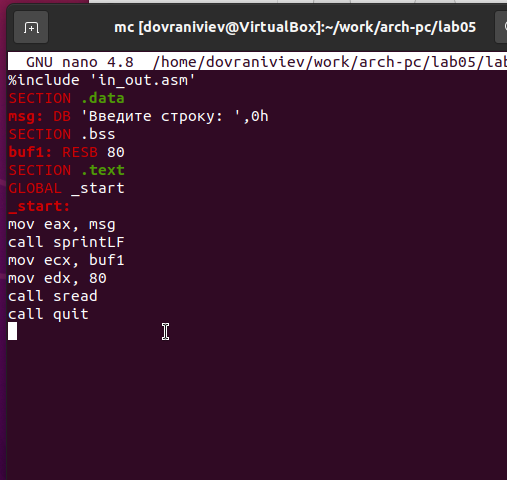 mc [dovraniviev@VirtualBox]:~/work/arch-pc/lab05
GNU nano 4.8 /home/dovraniviev/work/arch-pc/lab05/lab
%include 'in_out.asm'
SECTION .data
msg: DB 'Введите строку: ',0h
SECTION .bss
buf1: RESB 80
SECTION .text
GLOBAL _start
_start:
mov eax, msg
call sprintLF
mov ecx, buf1
mov edx, 80
call sread
call quit